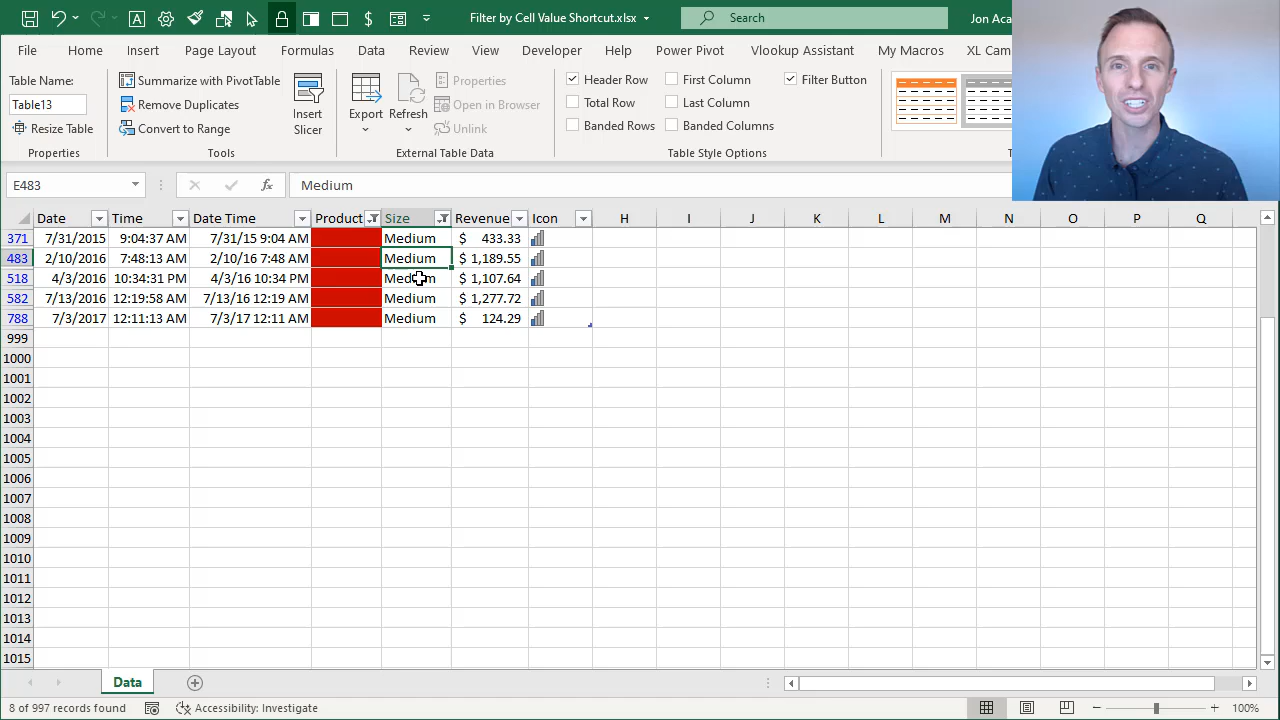 Filter by Cell Value Shortcut.xlsx
Search
Jon Aca
File Home Insert Page Layout Formulas Data Review View Developer Help Power Pivot Vlookup Assistant My Macros XL Cam
Table Name:
Table13
Resize Table
Properties
Summarize with PivotTable
Remove Duplicates
Convert to Range
Tools
Insert
Slicer
Export
Refresh
Properties
Open in Browser
Unlink
External Table Data
Header Row First Column Filter Button
Total Row Last Column
Banded Rows Banded Columns
Table Style Options
E483 fx Medium
Date Time Date Time Product Size Revenue Icon H I J K L M N O P Q
371 7/31/2015 9:04:37 AM 7/31/15 9:04 AM Medium $ 433.33
483 2/10/2016 7:48:13 AM 2/10/16 7:48 AM Medium $ 1,189.55
518 4/3/2016 10:34:31 PM 4/3/16 10:34 PM Medium $ 1,107.64
582 7/13/2016 12:19:58 AM 7/13/16 12:19 AM Medium $ 1,277.72
788 7/3/2017 12:11:13 AM 7/3/17 12:11 AM Medium $ 124.29
999
1000
1001
1002
1003
1004
1005
1006
1007
1008
1009
1010
1011
1012
1013
1014
1015
Data
8 of 997 records found Accessibility: Investigate 100%